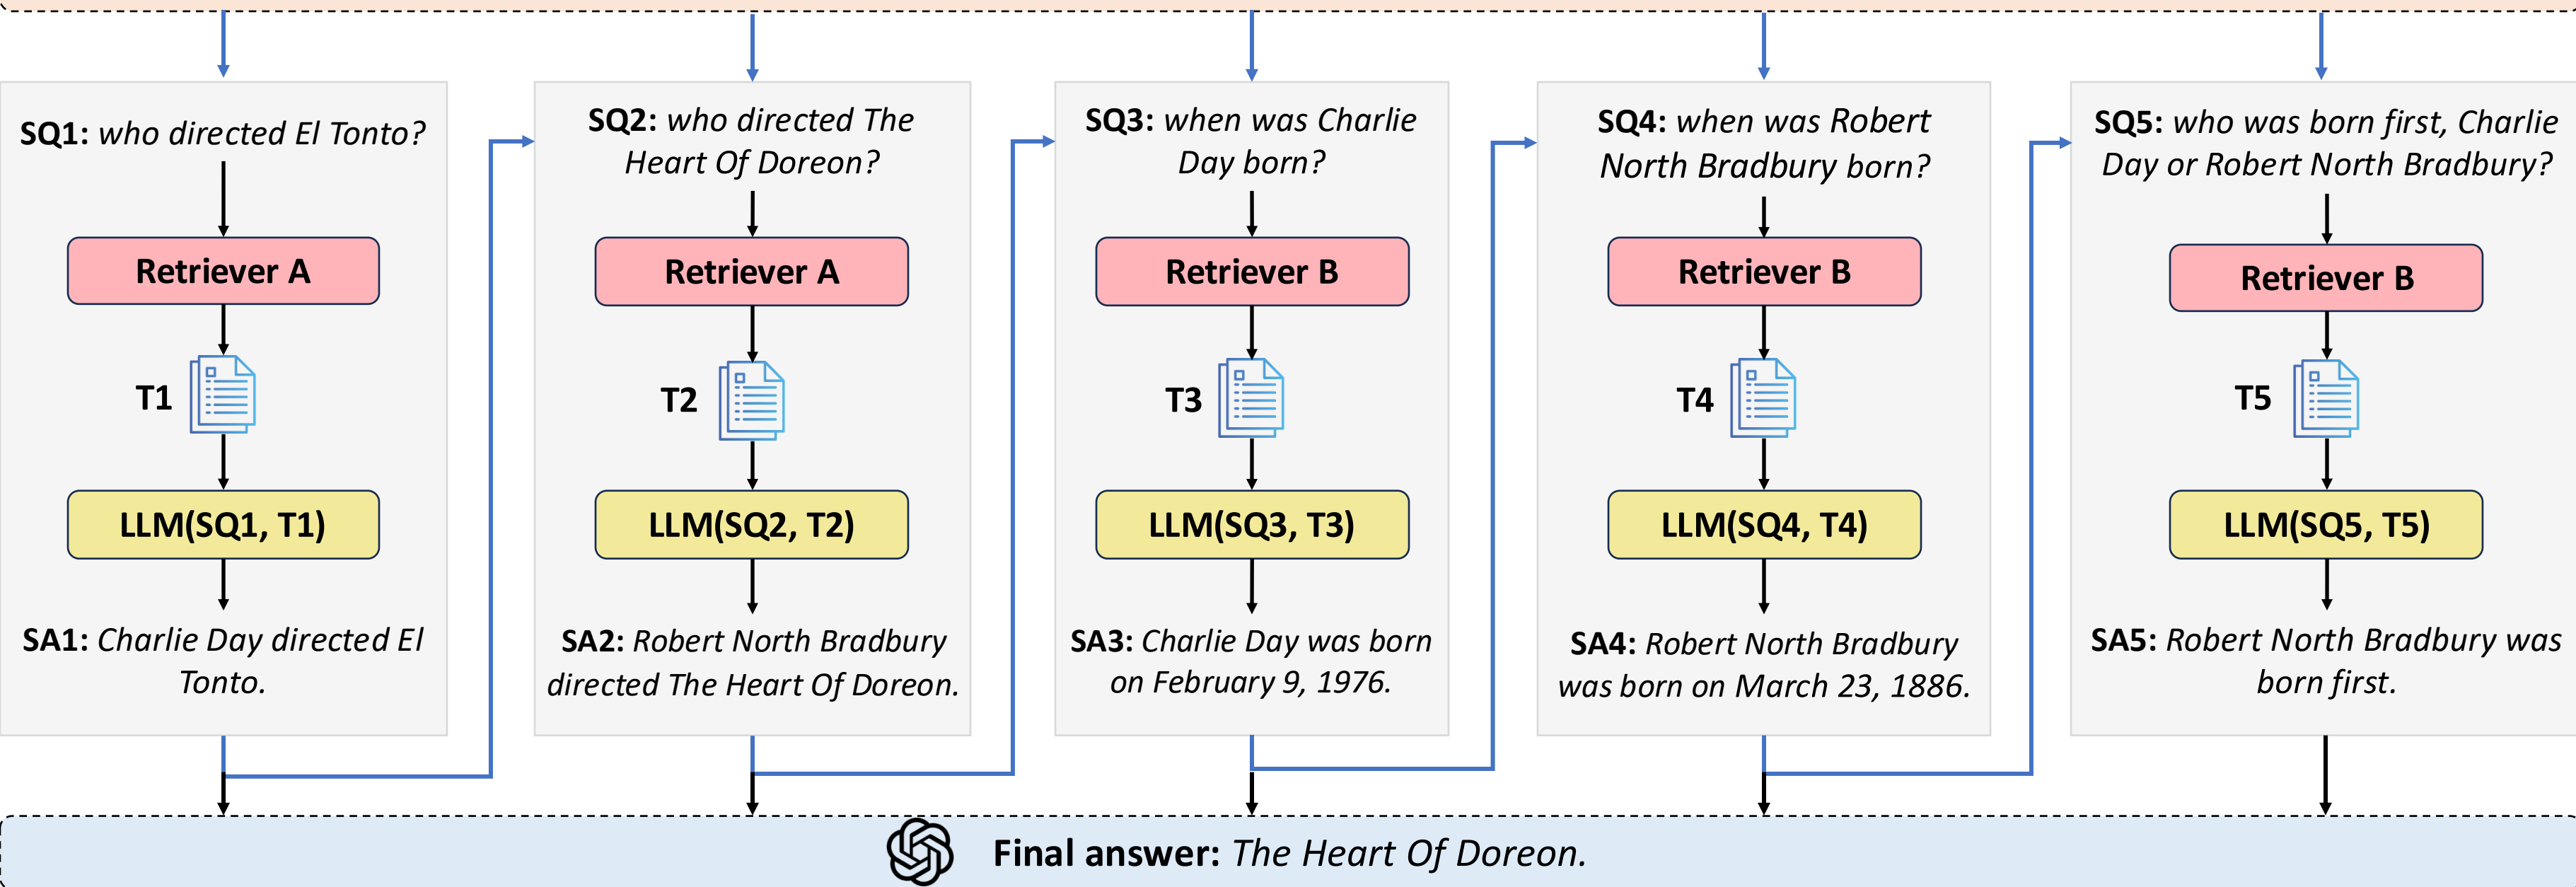 SQ1: who directed El Tonto?
Retriever A
T1
LLM(SQ1, T1)
SA1: Charlie Day directed El
Tonto.
SQ2: who directed The
Heart Of Doreon?
Retriever A
T2
LLM(SQ2, T2)
SA2: Robert North Bradbury
directed The Heart Of Doreon.
SQ3: when was Charlie
Day born?
Retriever B
T3
LLM(SQ3, T3)
SA3: Charlie Day was born
on February 9, 1976.
SQ4: when was Robert
North Bradbury born?
Retriever B
T4
LLM(SQ4, T4)
SA4: Robert North Bradbury
was born on March 23, 1886.
SQ5: who was born first, Charlie
Day or Robert North Bradbury?
Retriever B
T5
LLM(SQ5, T5)
SA5: Robert North Bradbury was
born first.
Final answer: The Heart Of Doreon.